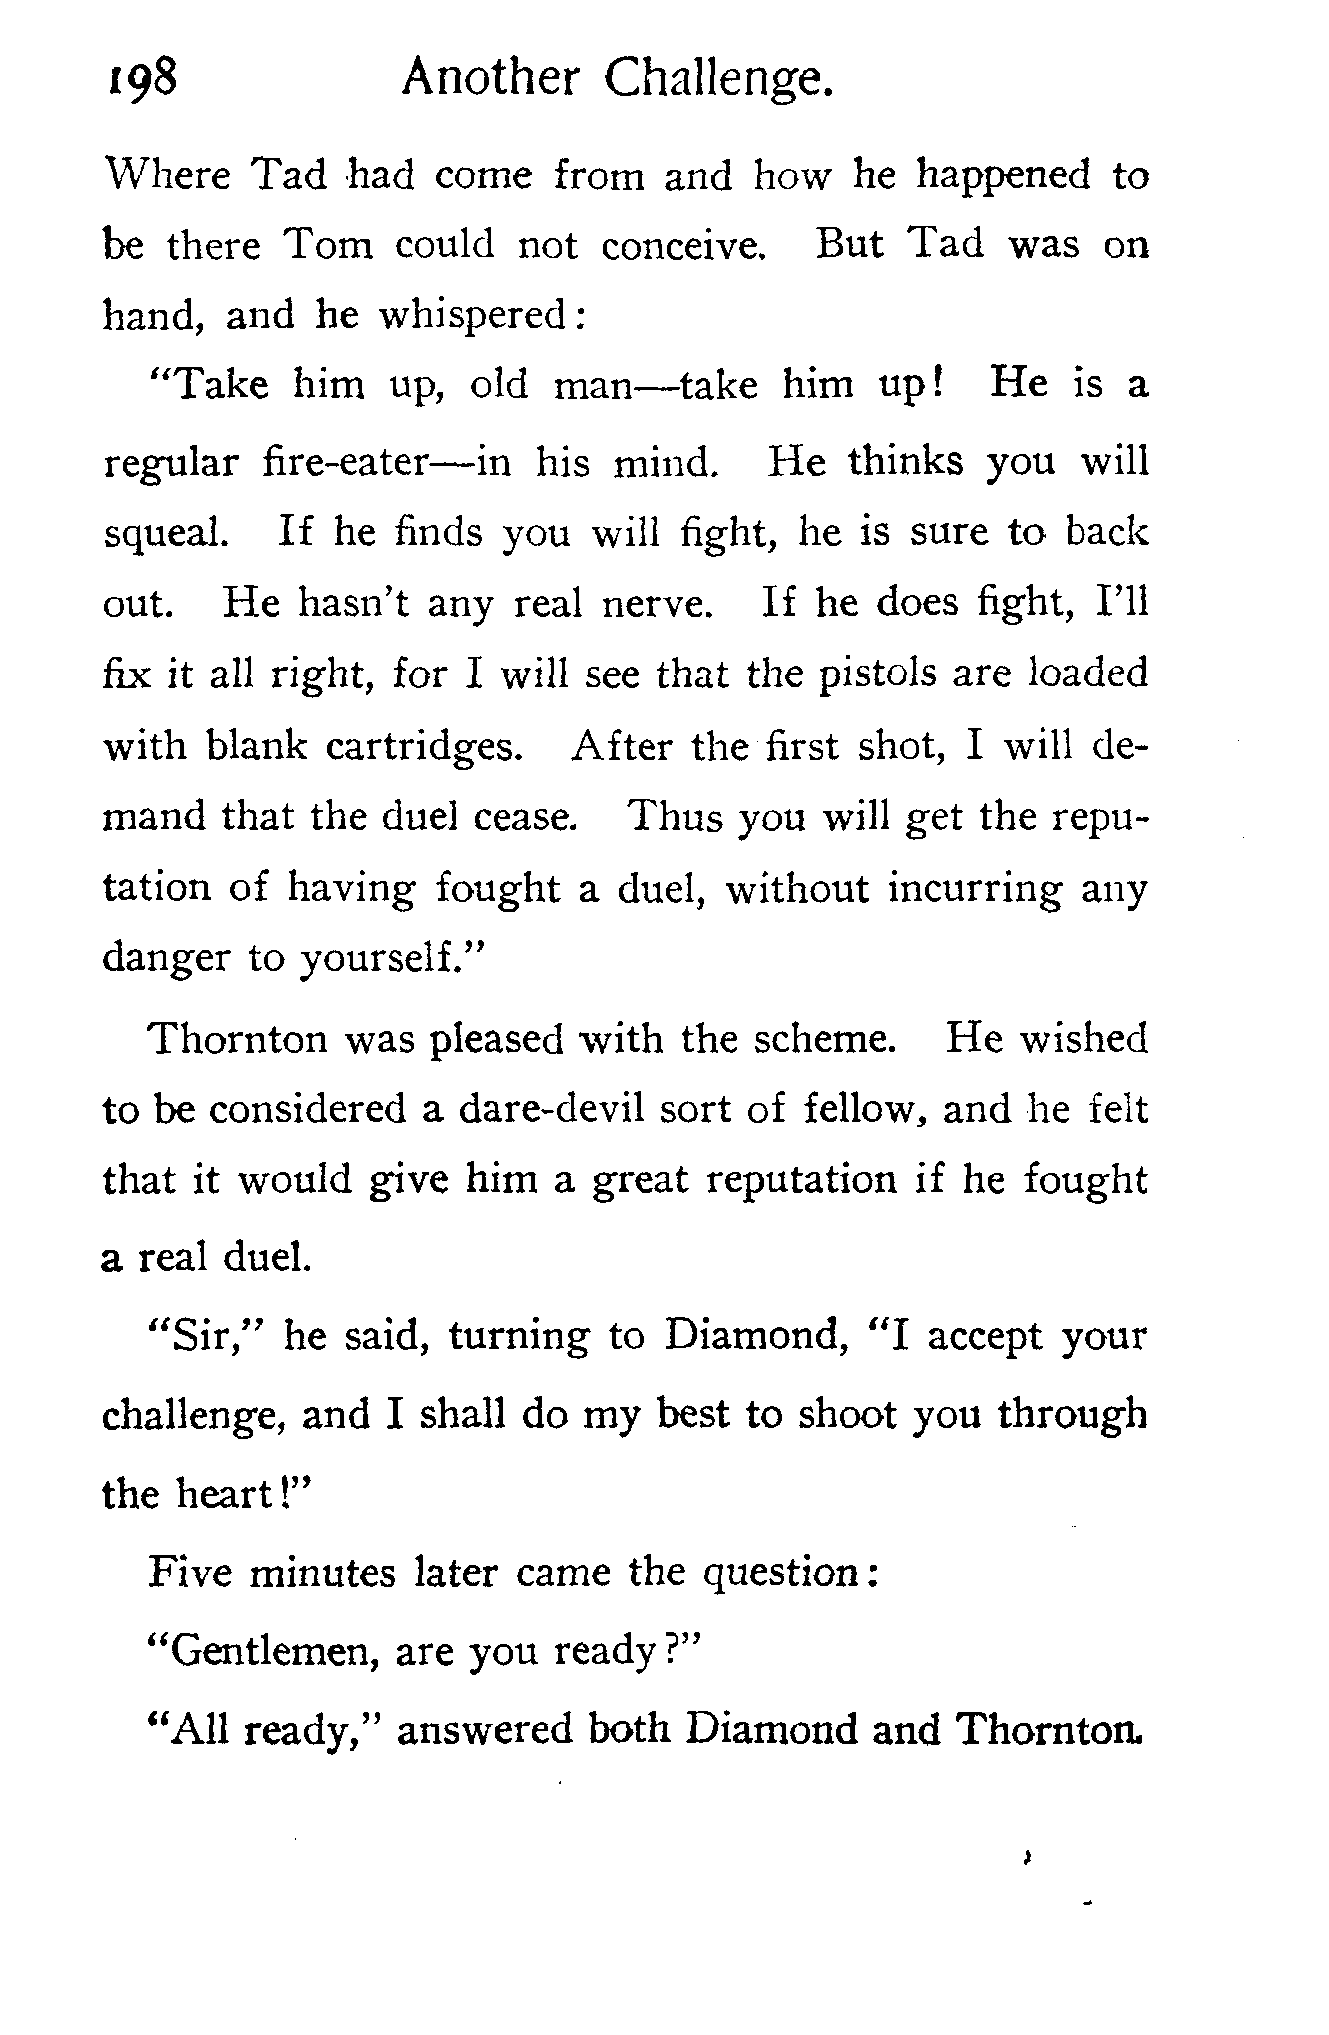 198 Another Challenge.
Where Tad had come from and how he happened to
be there Tom could not conceive. But Tad was on
hand, and he whispered:
“Take him up, old man—take him up! He is a
regular fire-eater—in his mind. He thinks you will
squeal. If he finds you will fight, he is sure to back
out. He hasn’t any real nerve. If he does fight, I’ll
fix it all right, for I will see that the pistols are loaded
with blank cartridges. After the first shot, I will de-
mand that the duel cease. Thus you will get the repu-
tation of having fought a duel, without incurring any
danger to yourself.”
Thornton was pleased with the scheme. He wished
to be considered a dare-devil sort of fellow, and he felt
that it would give him a great reputation if he fought
a real duel.
“Sir,” he said, turning to Diamond, “I accept your
challenge, and I shall do my best to shoot you through
the heart!”
Five minutes later came the question:
“Gentlemen, are you ready?”
“All ready,” answered both Diamond and Thornton.